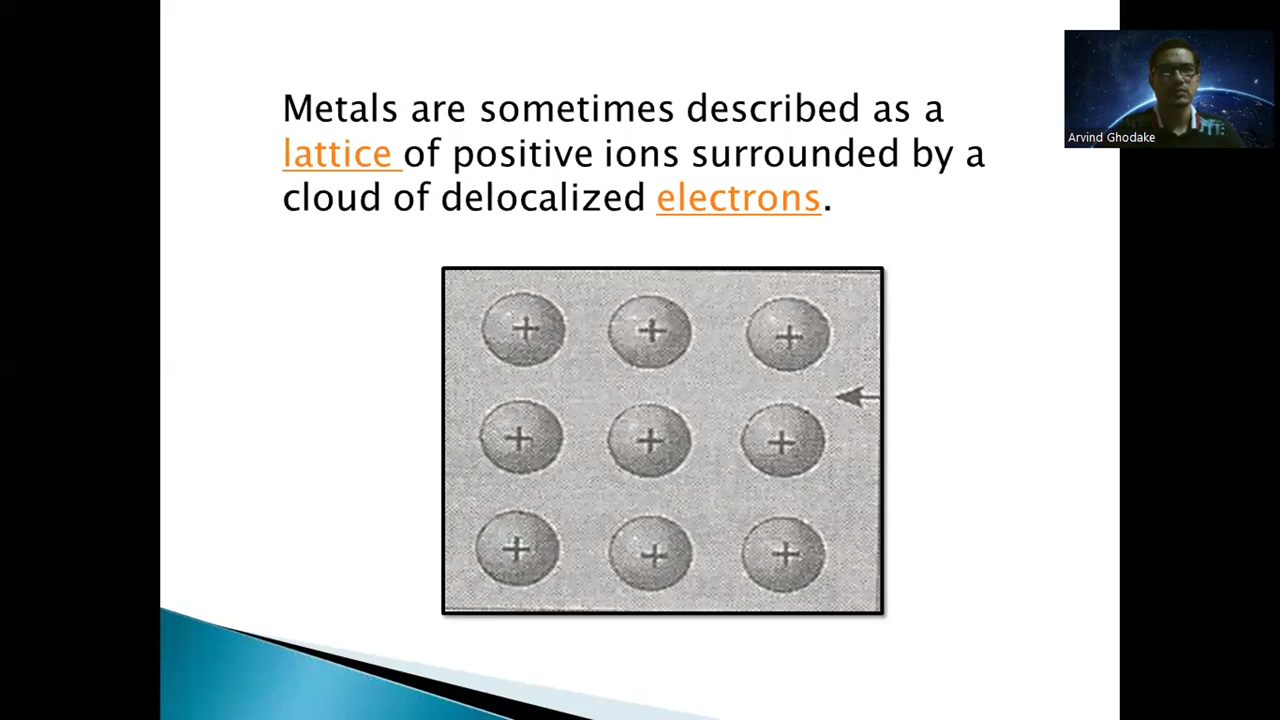 Metals are sometimes described as a
lattice of positive ions surrounded by a
cloud of delocalized electrons.
Arvind Ghodake
+ + +
+ + +
+ + +